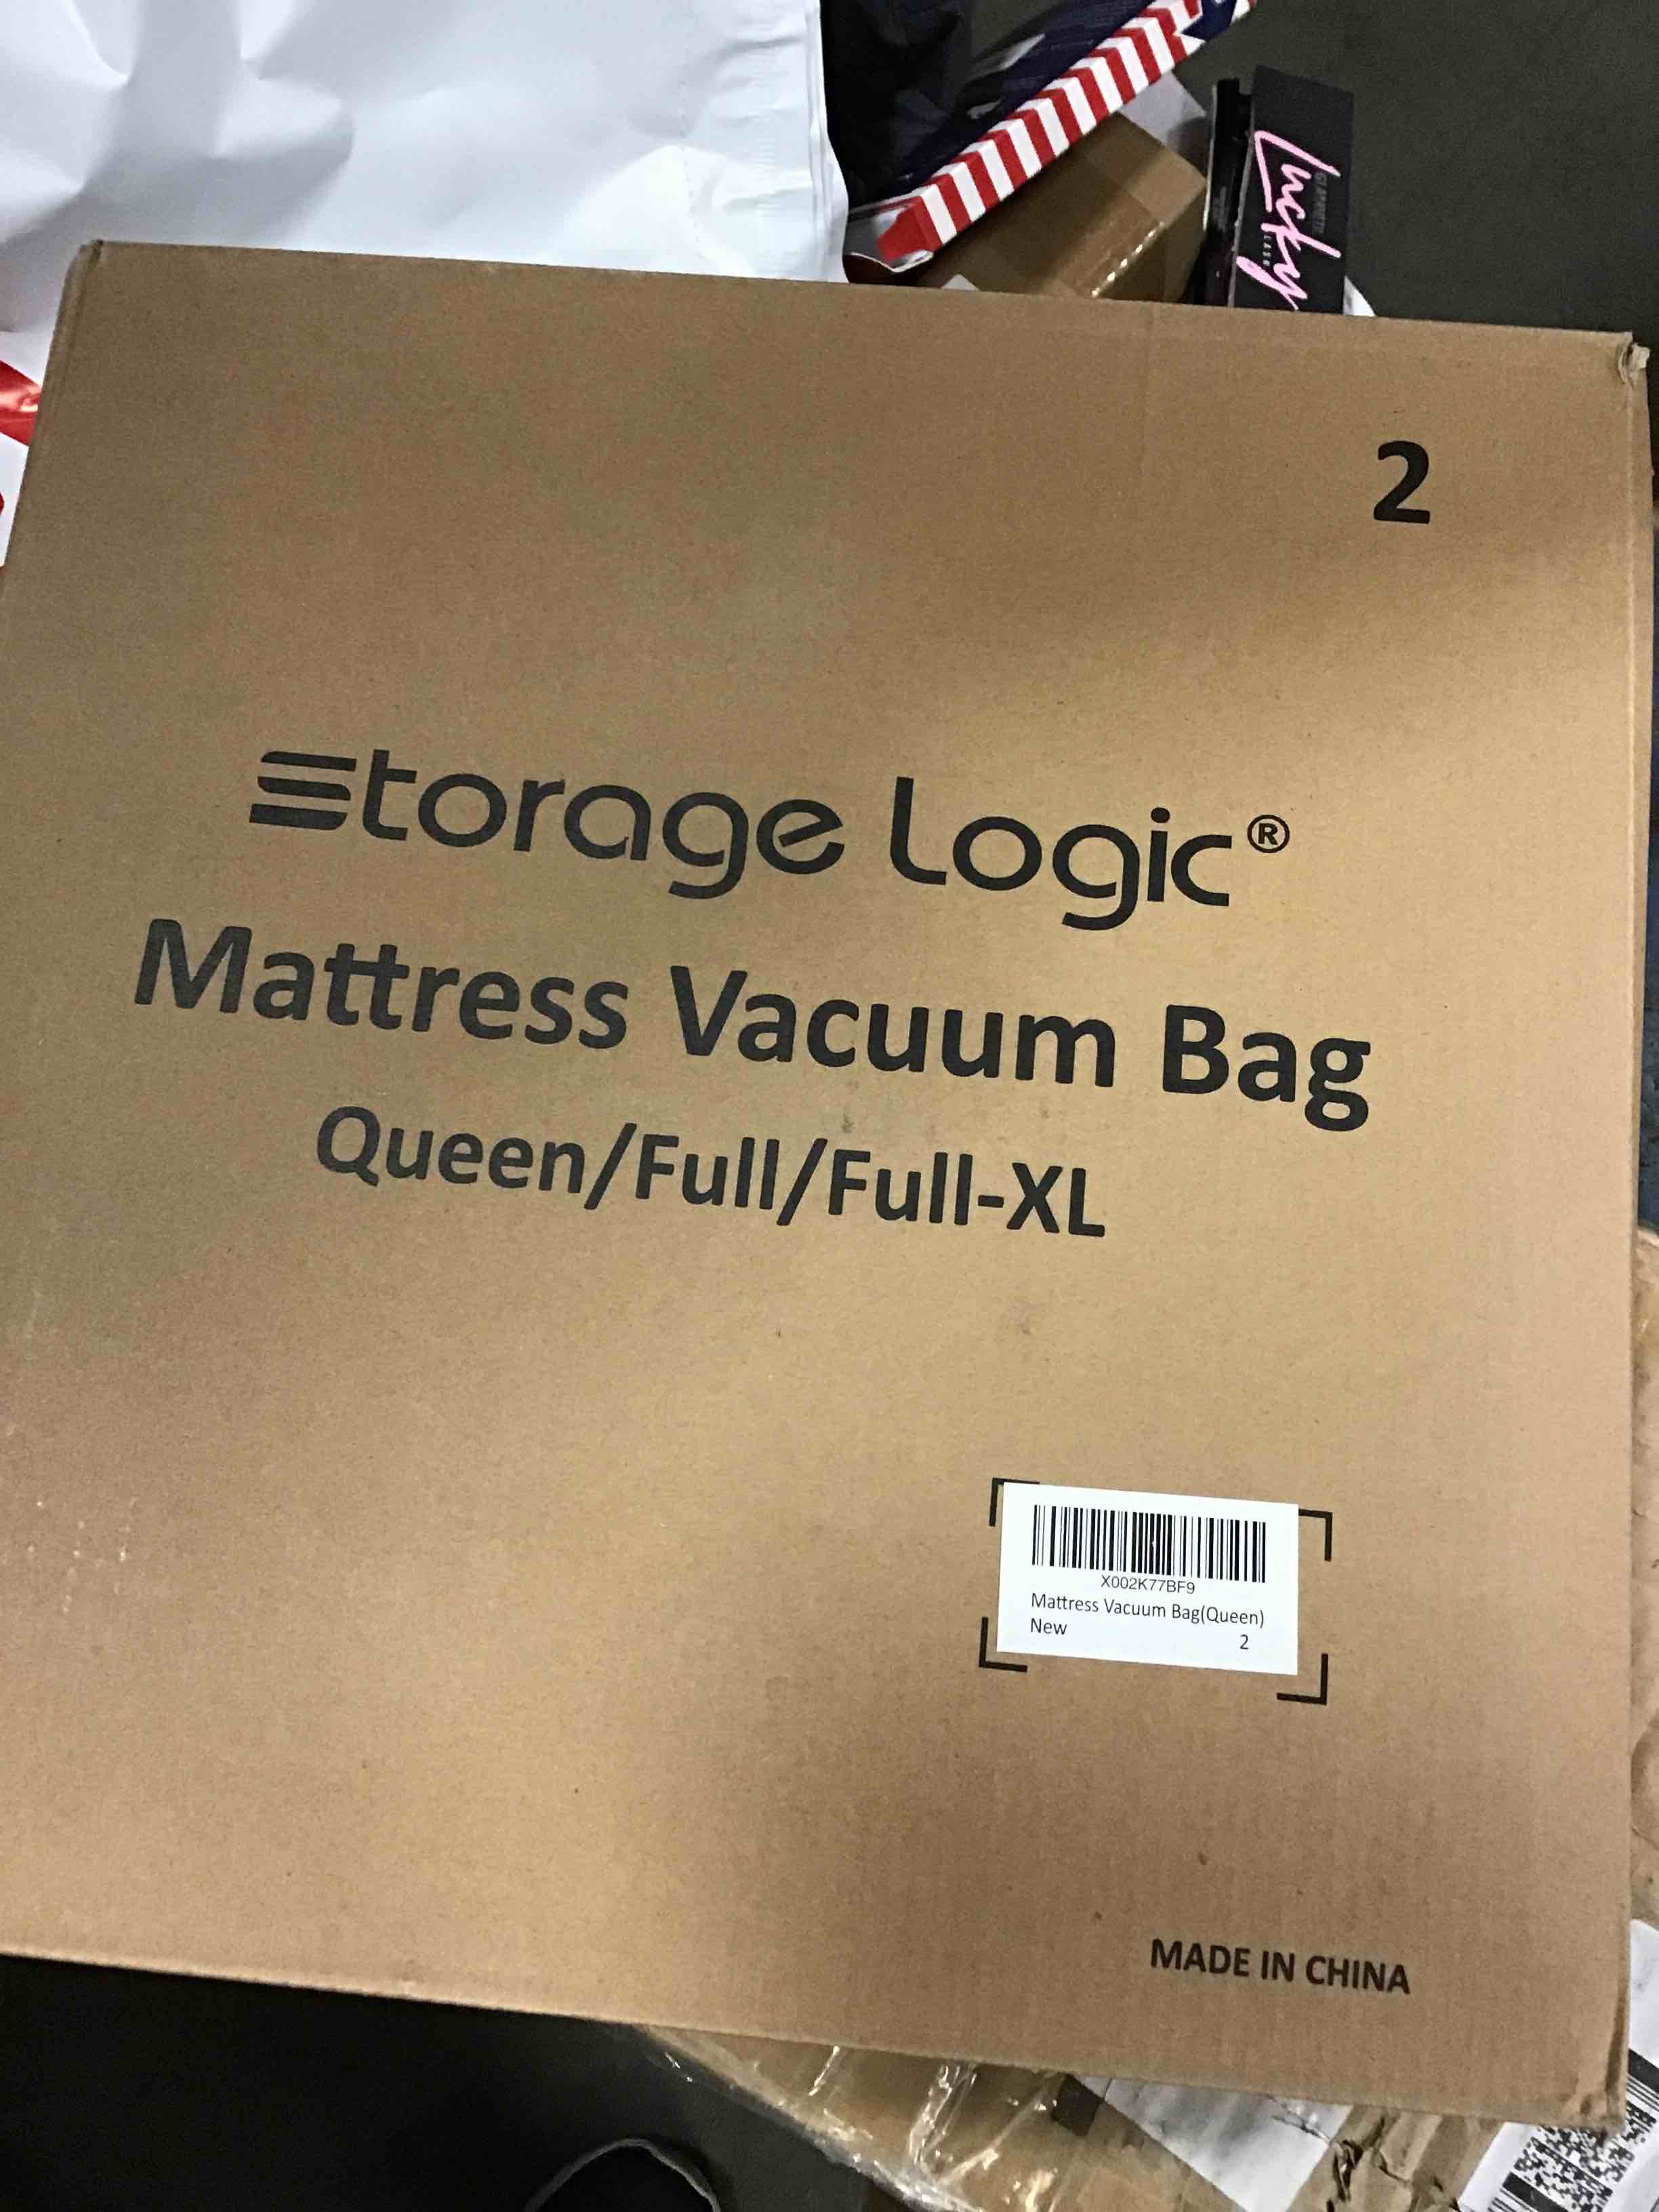 Lucky
LASH
2
Storage Logic®
Mattress Vacuum Bag
Queen/Full/Full-XL
X002K77BF9
Mattress Vacuum Bag(Queen)
New 2
MADE IN CHINA